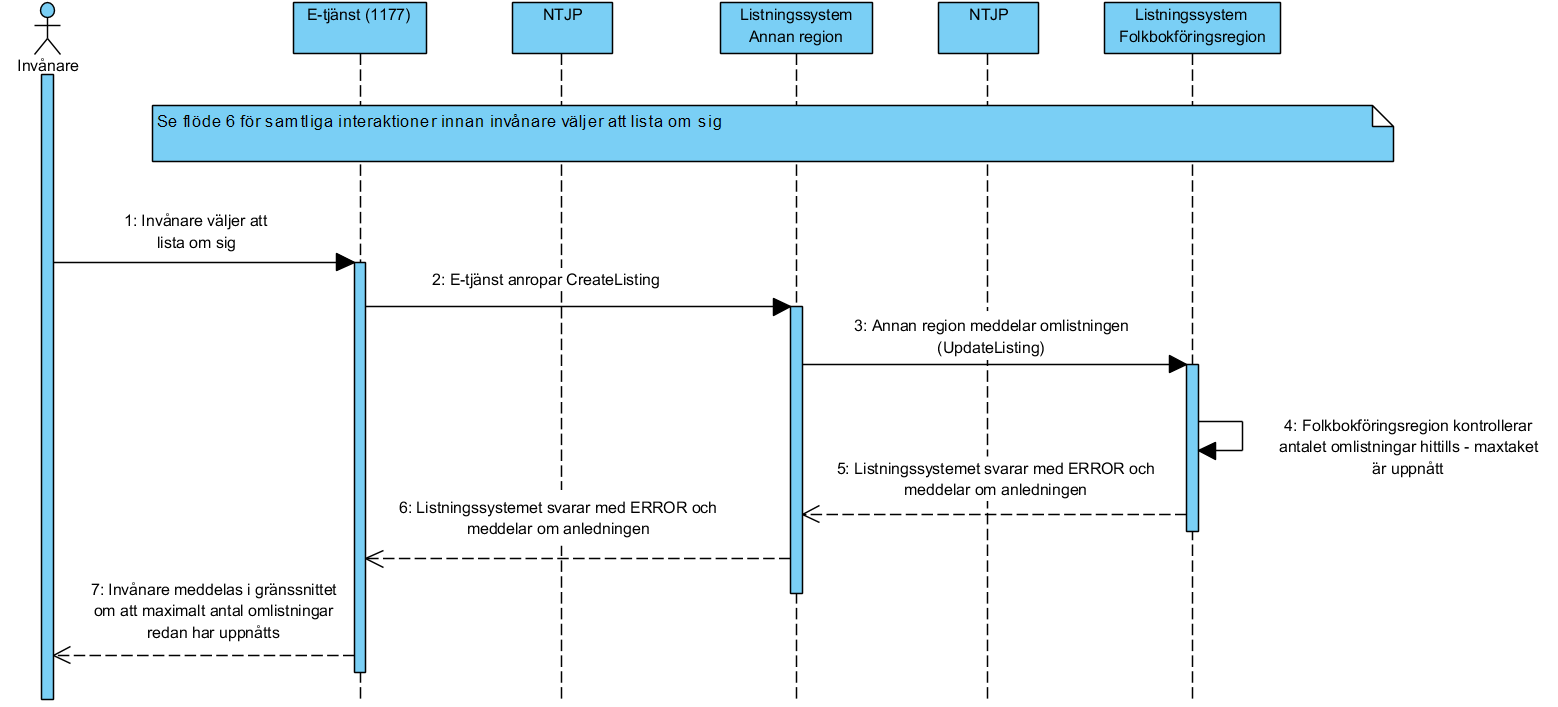 Invånare
E-tjänst (1177)
NTJP
Listningssystem
Annan region
NTJP
Listningssystem
Folkbokföringsregion
Se flöde 6 för samtliga interaktioner innan invånare väljer att lista om sig
1: Invånare väljer att
lista om sig
2: E-tjänst anropar CreateListing
3: Annan region meddelar omlistningen
(UpdateListing)
4: Folkbokföringsregion kontrollerar
antalet omlistningar hittills - maxtaket
är uppnått
5: Listningssystemet svarar med ERROR och
meddelar om anledningen
6: Listningssystemet svarar med ERROR och
meddelar om anledningen
7: Invånare meddelas i gränssnittet
om att maximalt antal omlistningar
redan har uppnåtts